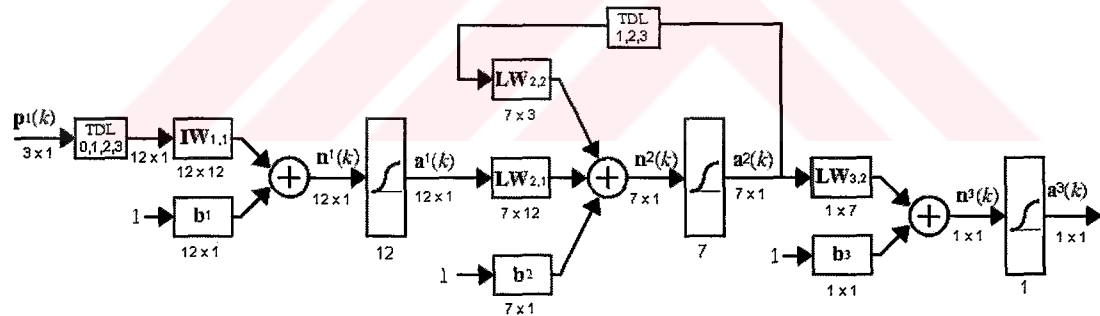 TDL
1,2,3
LW2,2
7 x 3
p1(k)
3 x 1
TDL
0,1,2,3
12 x 1
IW1,1
12 x 12
n1(k)
12 x 1
a1(k)
12 x 1
LW2,1
7 x 12
n2(k)
7 x 1
a2(k)
7 x 1
LW3,2
1 x 7
n3(k)
1 x 1
a3(k)
1 x 1
1
b1
12 x 1
12
1
b2
7 x 1
7
1
b3
1 x 1
1